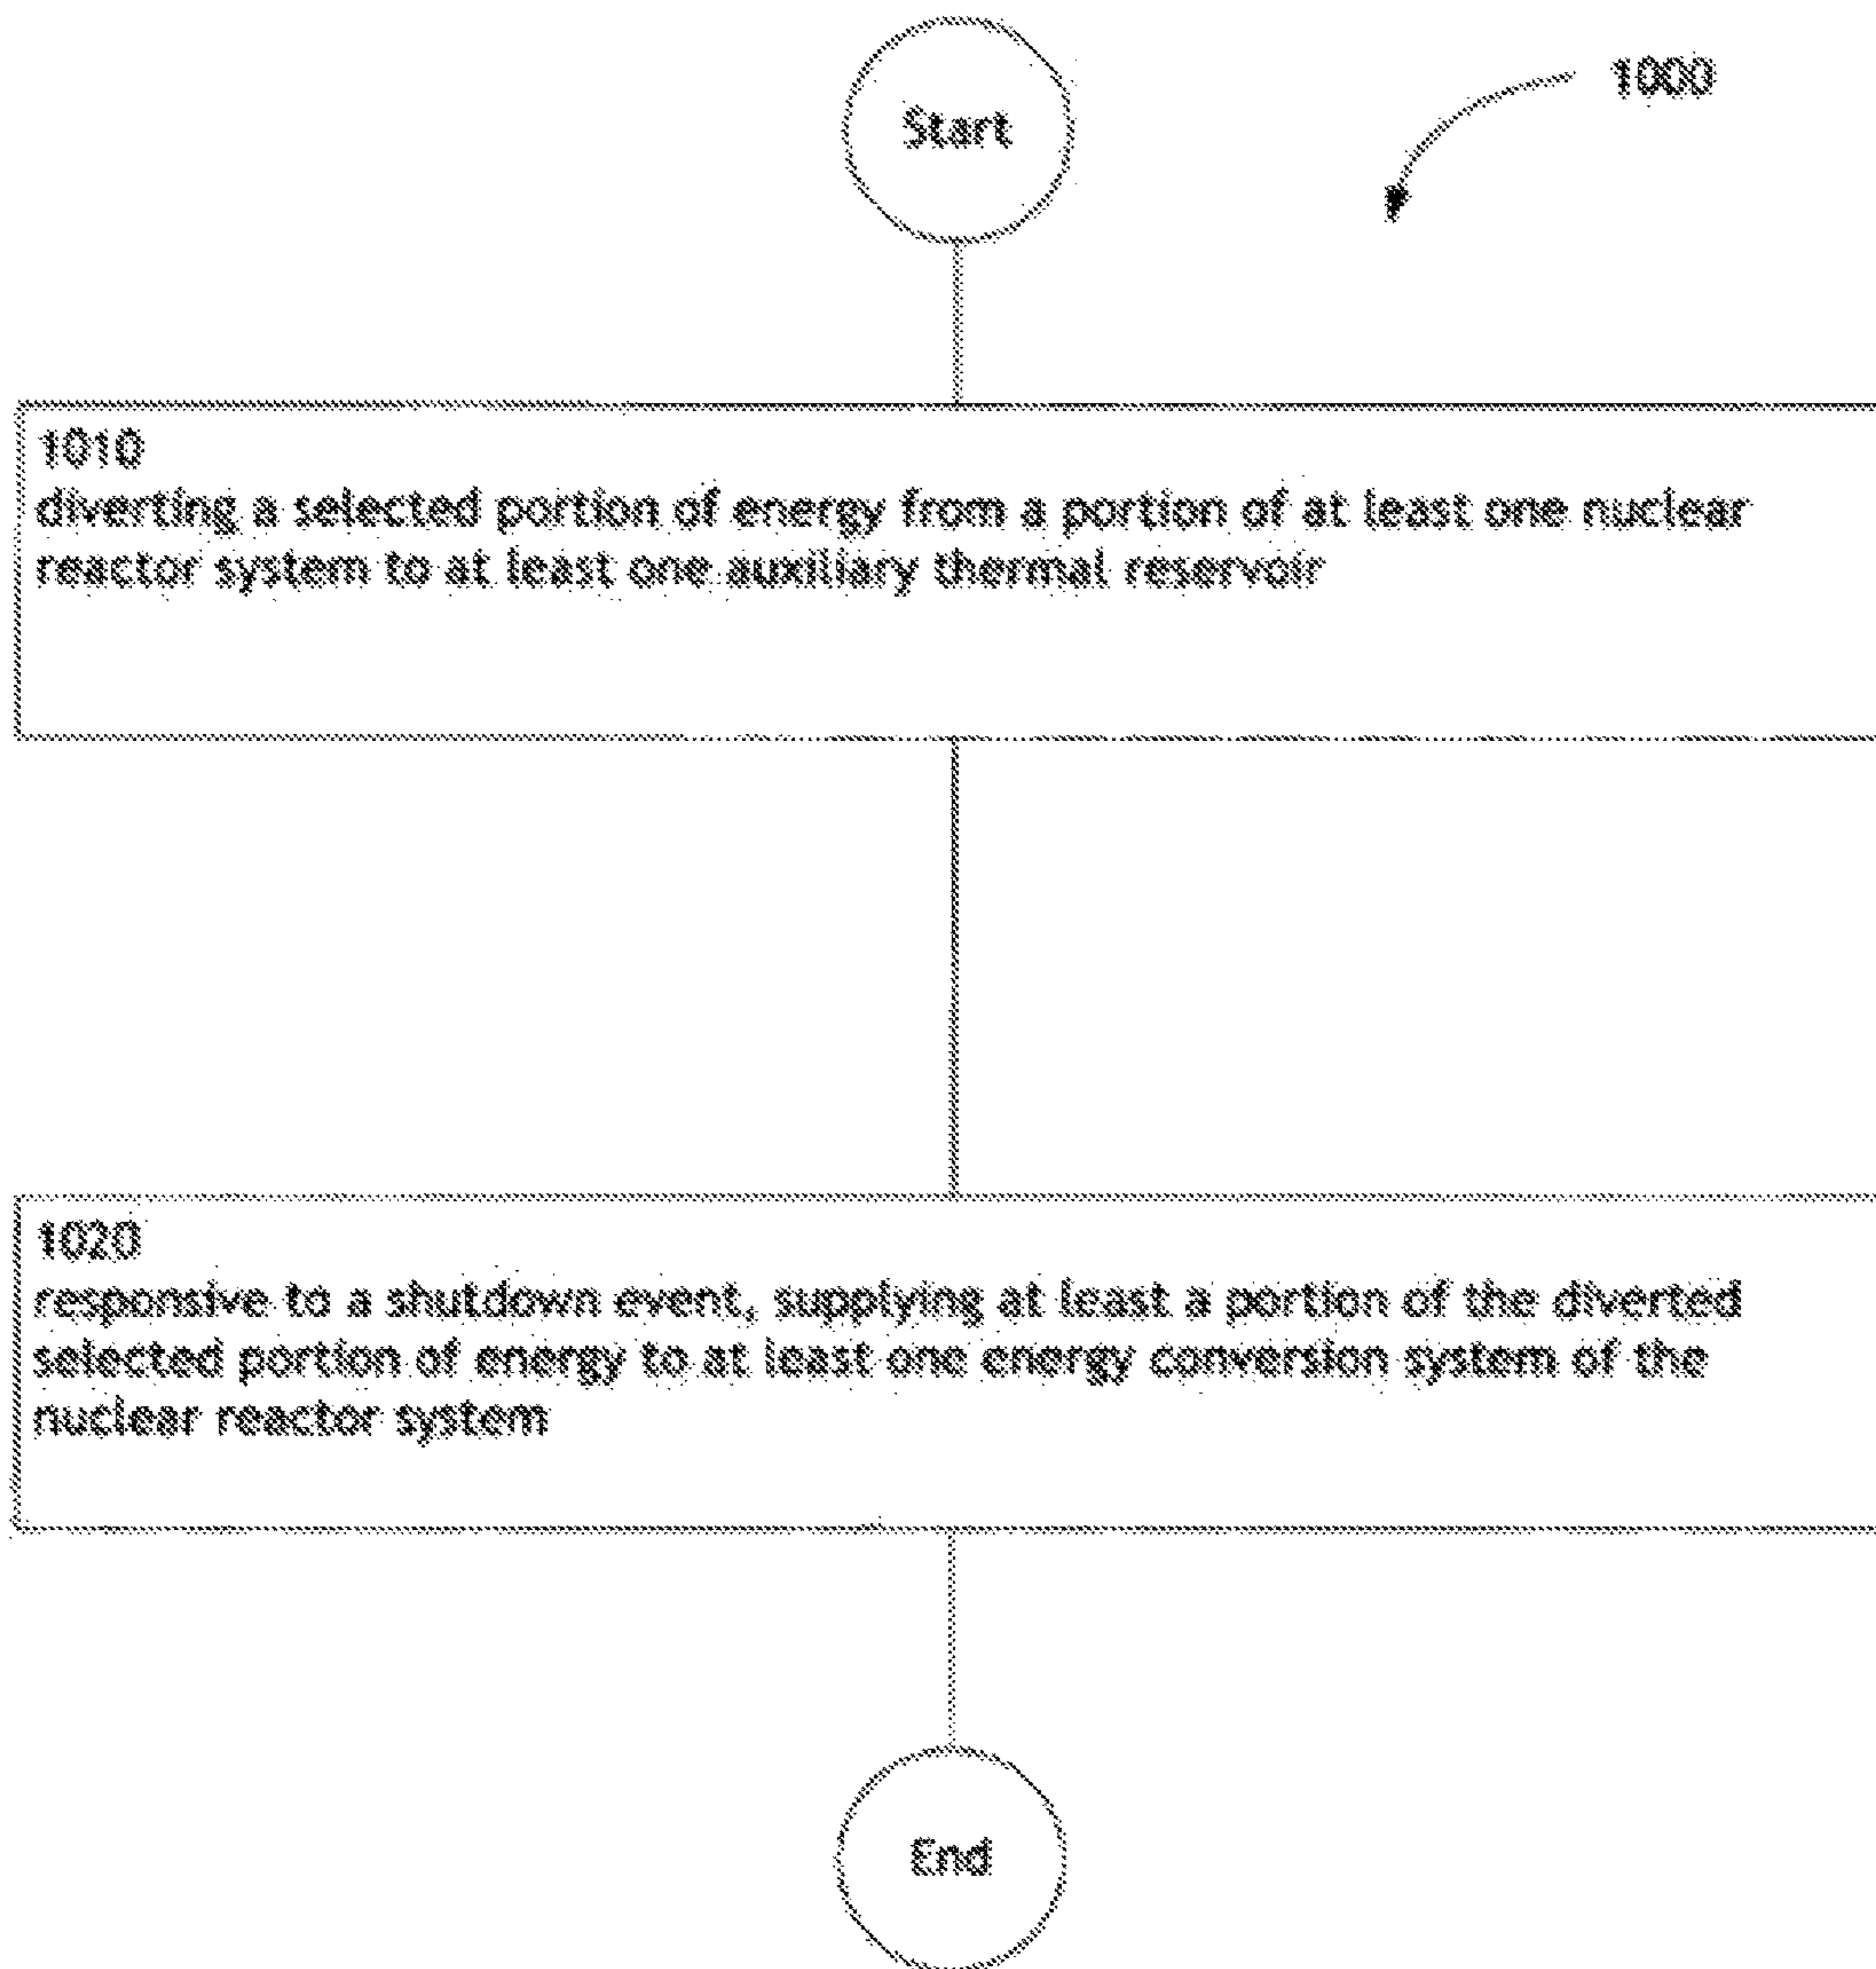 Start
1000
1010
diverting a selected portion of energy from a portion of at least one nuclear
reactor system to at least one auxiliary thermal reservoir
1020
responsive to a shutdown event, supplying at least a portion of the diverted
selected portion of energy to at least one energy conversion system of the
nuclear reactor system
End